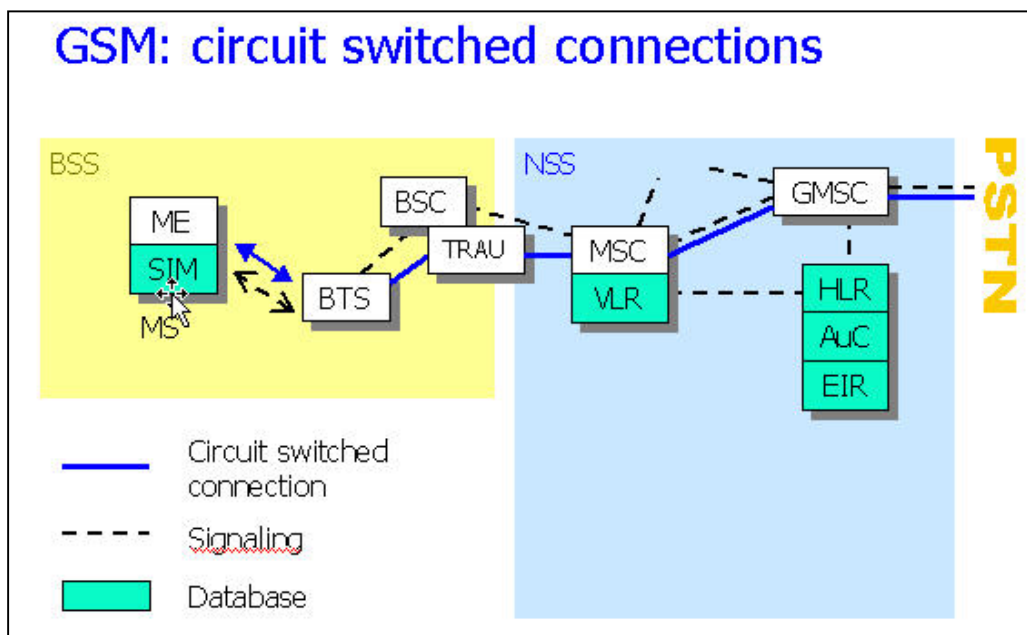 GSM: circuit switched connections
BSS
NSS
PSTN
ME
SIM
MS
BTS
BSC
TRAU
MSC
VLR
GMSC
HLR
AuC
EIR
Circuit switched
connection
Signaling
Database